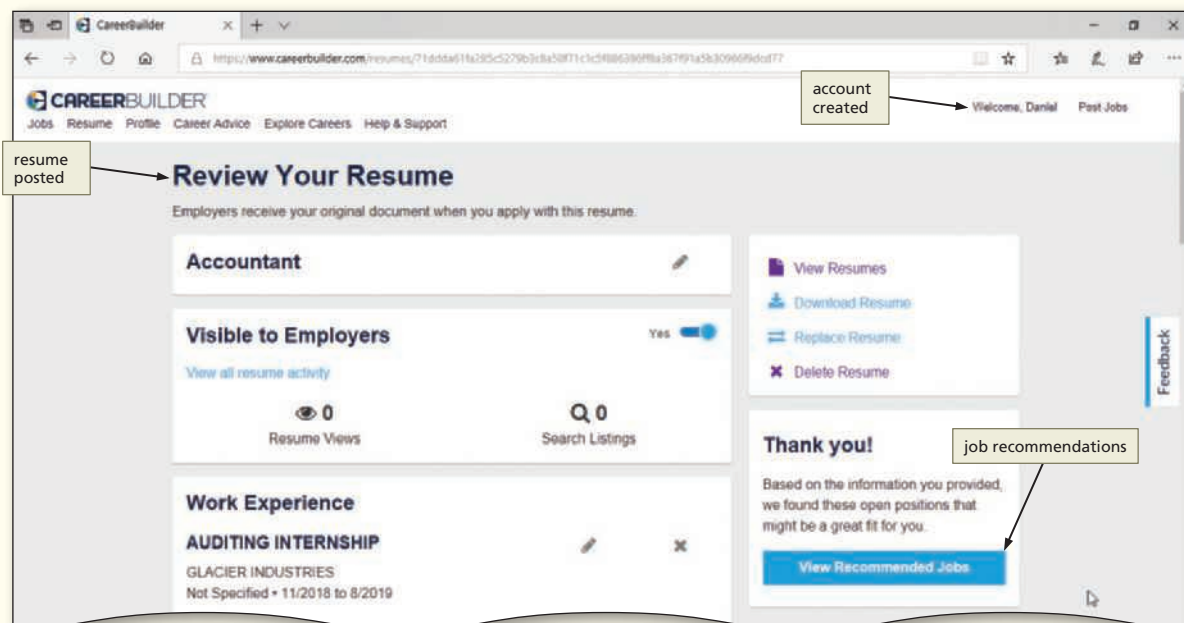 CareerBuilder
https://www.careerbuilder.com/resumes/
CAREERBUILDER
account
created
Welcome, Daniel Post Jobs
Jobs Resume Profile Career Advice Explore Careers Help & Support
resume
posted
Review Your Resume
Employers receive your original document when you apply with this resume.
Accountant
Visible to Employers Yes
View all resume activity
0 0
Resume Views Search Listings
Work Experience
AUDITING INTERNSHIP
GLACIER INDUSTRIES
Not Specified • 11/2018 to 8/2019
View Resumes
Download Resume
Replace Resume
Delete Resume
Feedback
Thank you!
job recommendations
Based on the information you provided,
we found these open positions that
might be a great fit for you.
View Recommended Jobs